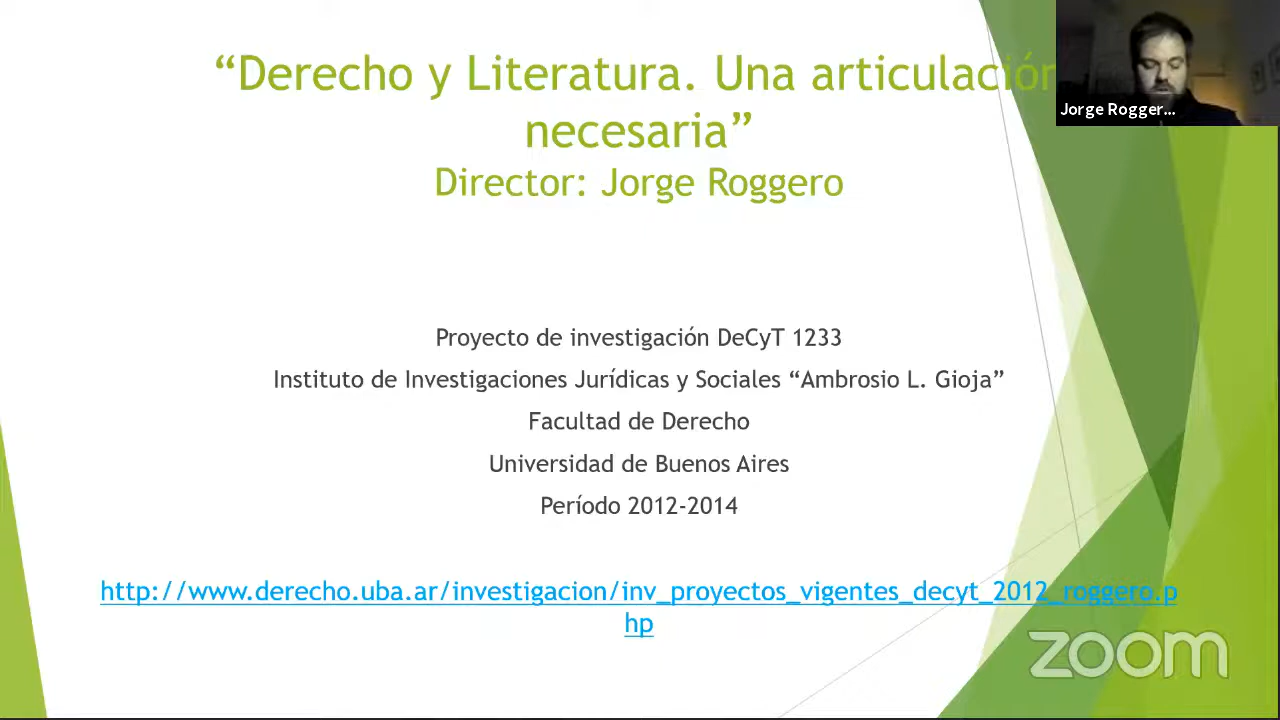 “Derecho y Literatura. Una articulación
necesaria”
Director: Jorge Roggero
Jorge Rogger...
Proyecto de investigación DeCyT 1233
Instituto de Investigaciones Jurídicas y Sociales “Ambrosio L. Gioja”
Facultad de Derecho
Universidad de Buenos Aires
Período 2012-2014
http://www.derecho.uba.ar/investigacion/inv_proyectos_vigentes_decyt_2012_roggero.p
hp
zoom